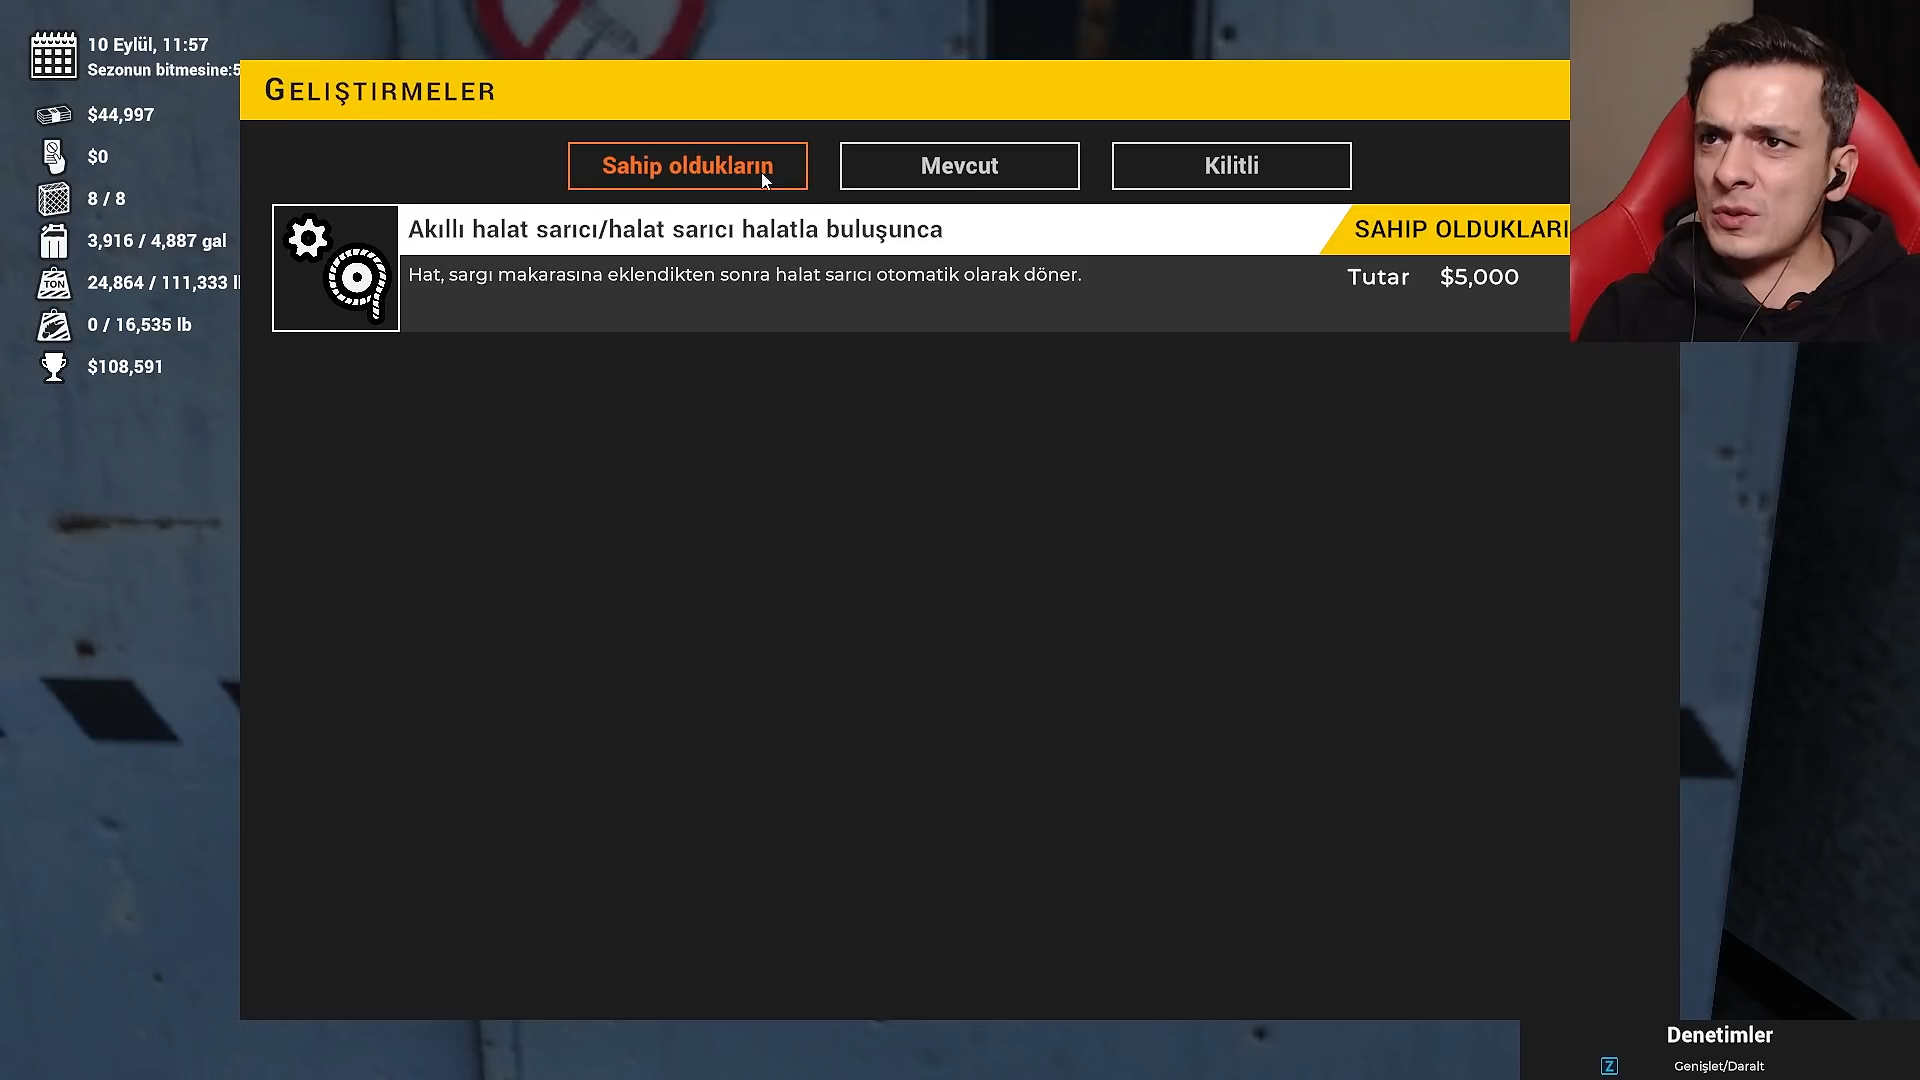 10 Eylül, 11:57
Sezonun bitmesine:5
$44,997
$0
8 / 8
3,916 / 4,887 gal
TON
24,864 / 111,333 l
0 / 16,535 lb
$108,591
GELIŞTIRMELER
Sahip oldukların
Mevcut
Kilitli
Akıllı halat sarıcı/halat sarıcı halatla buluşunca
SAHIP OLDUKLARI
Hat, sargı makarasına eklendikten sonra halat sarıcı otomatik olarak döner.
Tutar $5,000
Denetimler
Z Genişlet/Daralt